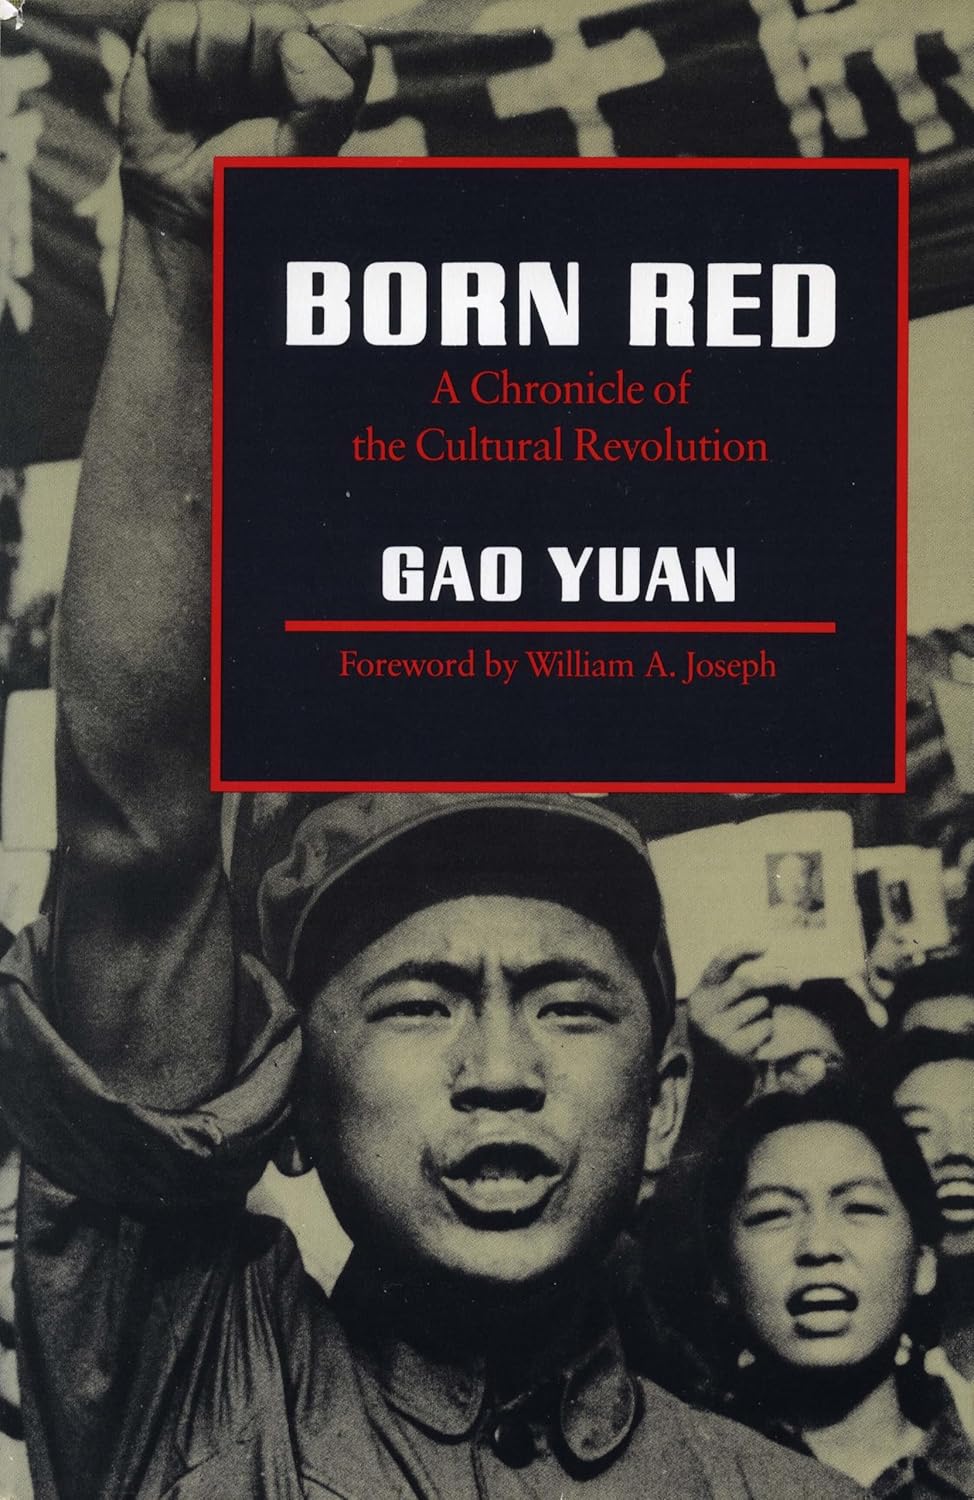 BORN RED
A Chronicle of
the Cultural Revolution
GAO YUAN
Foreword by William A. Joseph